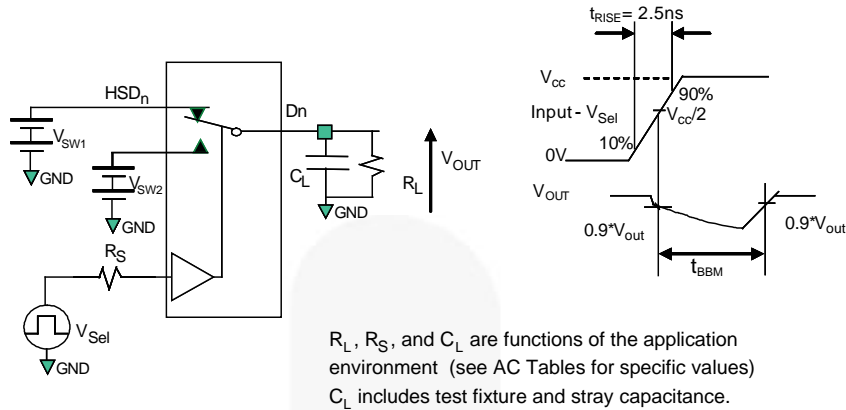 tRISE= 2.5ns
Vcc
90%
Input - VSel
Vcc/2
10%
0V
VOUT
0.9*Vout
0.9*Vout
tBBM
HSDn
Dn
VSW1
GND
VSW2
GND
CL
RL
VOUT
GND
RS
VSel
GND
RL, RS, and CL are functions of the application
environment (see AC Tables for specific values)
CL includes test fixture and stray capacitance.